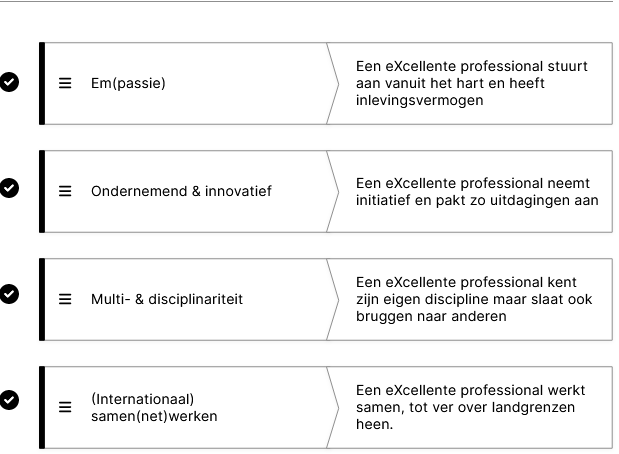 Em(passie)
Een eXcellente professional stuurt
aan vanuit het hart en heeft
inlevingsvermogen
Ondernemend & innovatief
Een eXcellente professional neemt
initiatief en pakt zo uitdagingen aan
Multi- & disciplinariteit
Een eXcellente professional kent
zijn eigen discipline maar slaat ook
bruggen naar anderen
(Internationaal)
samen(net)werken
Een eXcellente professional werkt
samen, tot ver over landgrenzen
heen.